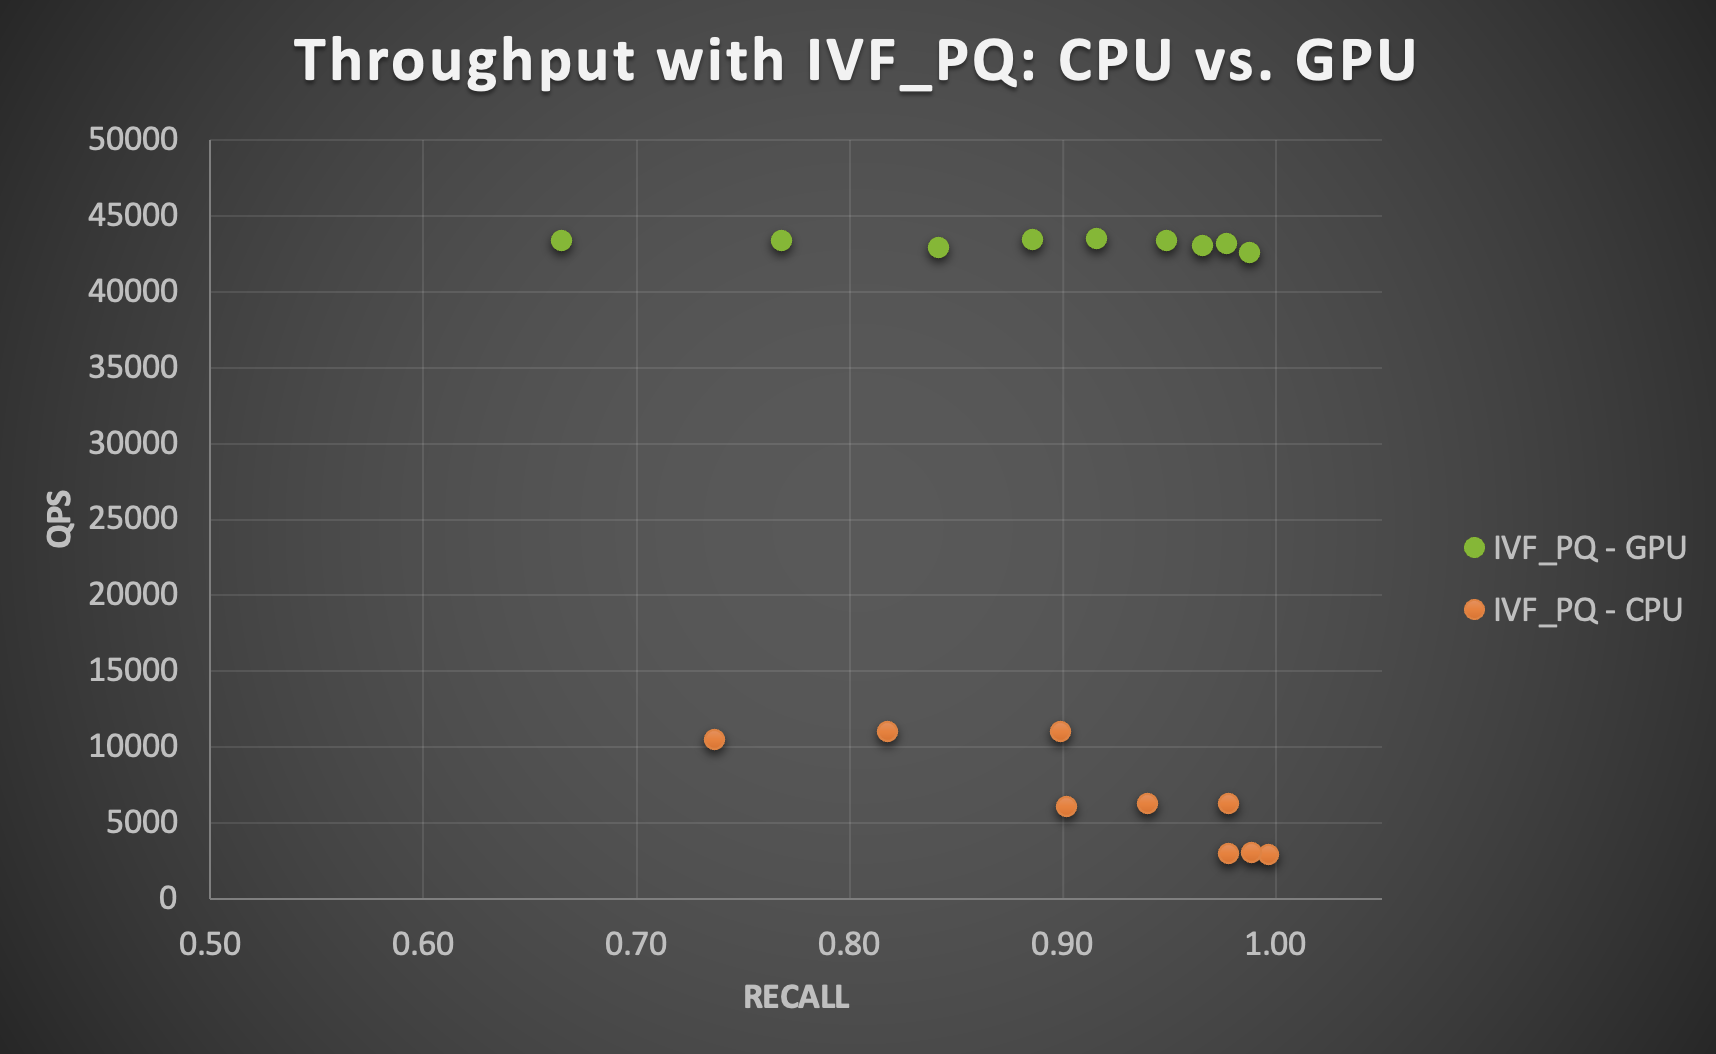 Throughput with IVF_PQ: CPU vs. GPU
50000
45000
40000
35000
30000
25000
20000
15000
10000
5000
0
QPS
0.50 0.60 0.70 0.80 0.90 1.00
RECALL
IVF_PQ - GPU
IVF_PQ - CPU